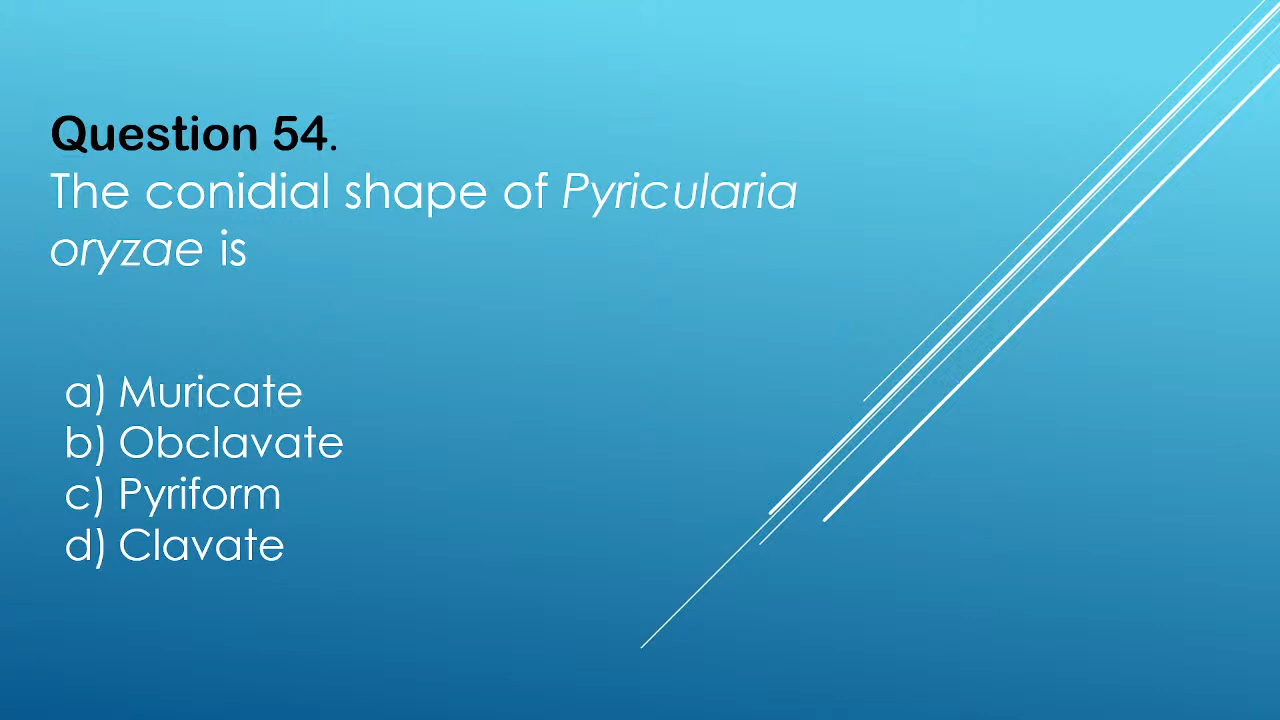 Question 54.
The conidial shape of Pyricularia
oryzae is
a) Muricate
b) Obclavate
c) Pyriform
d) Clavate